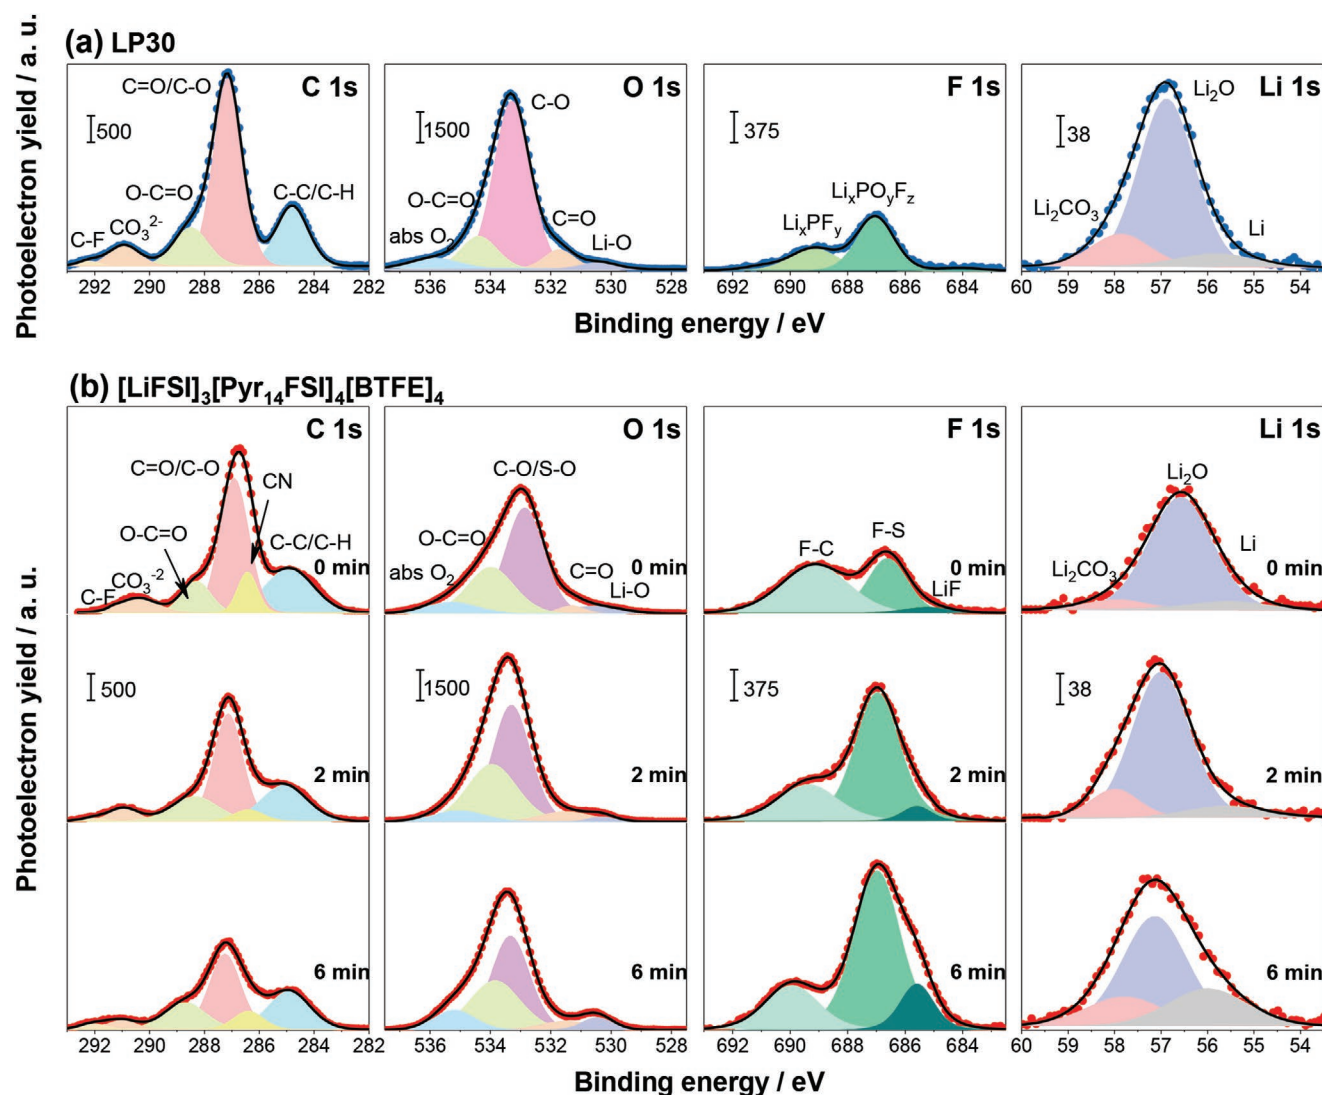 (a) LP30
Photoelectron yield / a. u.
C 1s
C=O/C-O
500
O-C=O
C-C/C-H
CO₃²⁻
C-F
292 290 288 286 284 282
O 1s
C-O
1500
O-C=O
C=O
abs O₂
Li-O
536 534 532 530 528
F 1s
375
LiₓPOᵧF_z
LiₓPFᵧ
692 690 688 686 684
Li 1s
Li₂O
38
Li₂CO₃
Li
60 59 58 57 56 55 54
Binding energy / eV
(b) [LiFSI]₃[Pyr₁₄FSI]₄[BTFE]₄
Photoelectron yield / a. u.
C 1s
C=O/C-O
CN
O-C=O
C-C/C-H
0 min
CO₃⁻²
C-F
500
2 min
6 min
292 290 288 286 284 282
O 1s
C-O/S-O
O-C=O
C=O
0 min
abs O₂
Li-O
1500
2 min
6 min
536 534 532 530 528
F 1s
F-S
F-C
0 min
LiF
375
2 min
6 min
692 690 688 686 684
Li 1s
Li₂O
Li
0 min
Li₂CO₃
38
2 min
6 min
60 59 58 57 56 55 54
Binding energy / eV